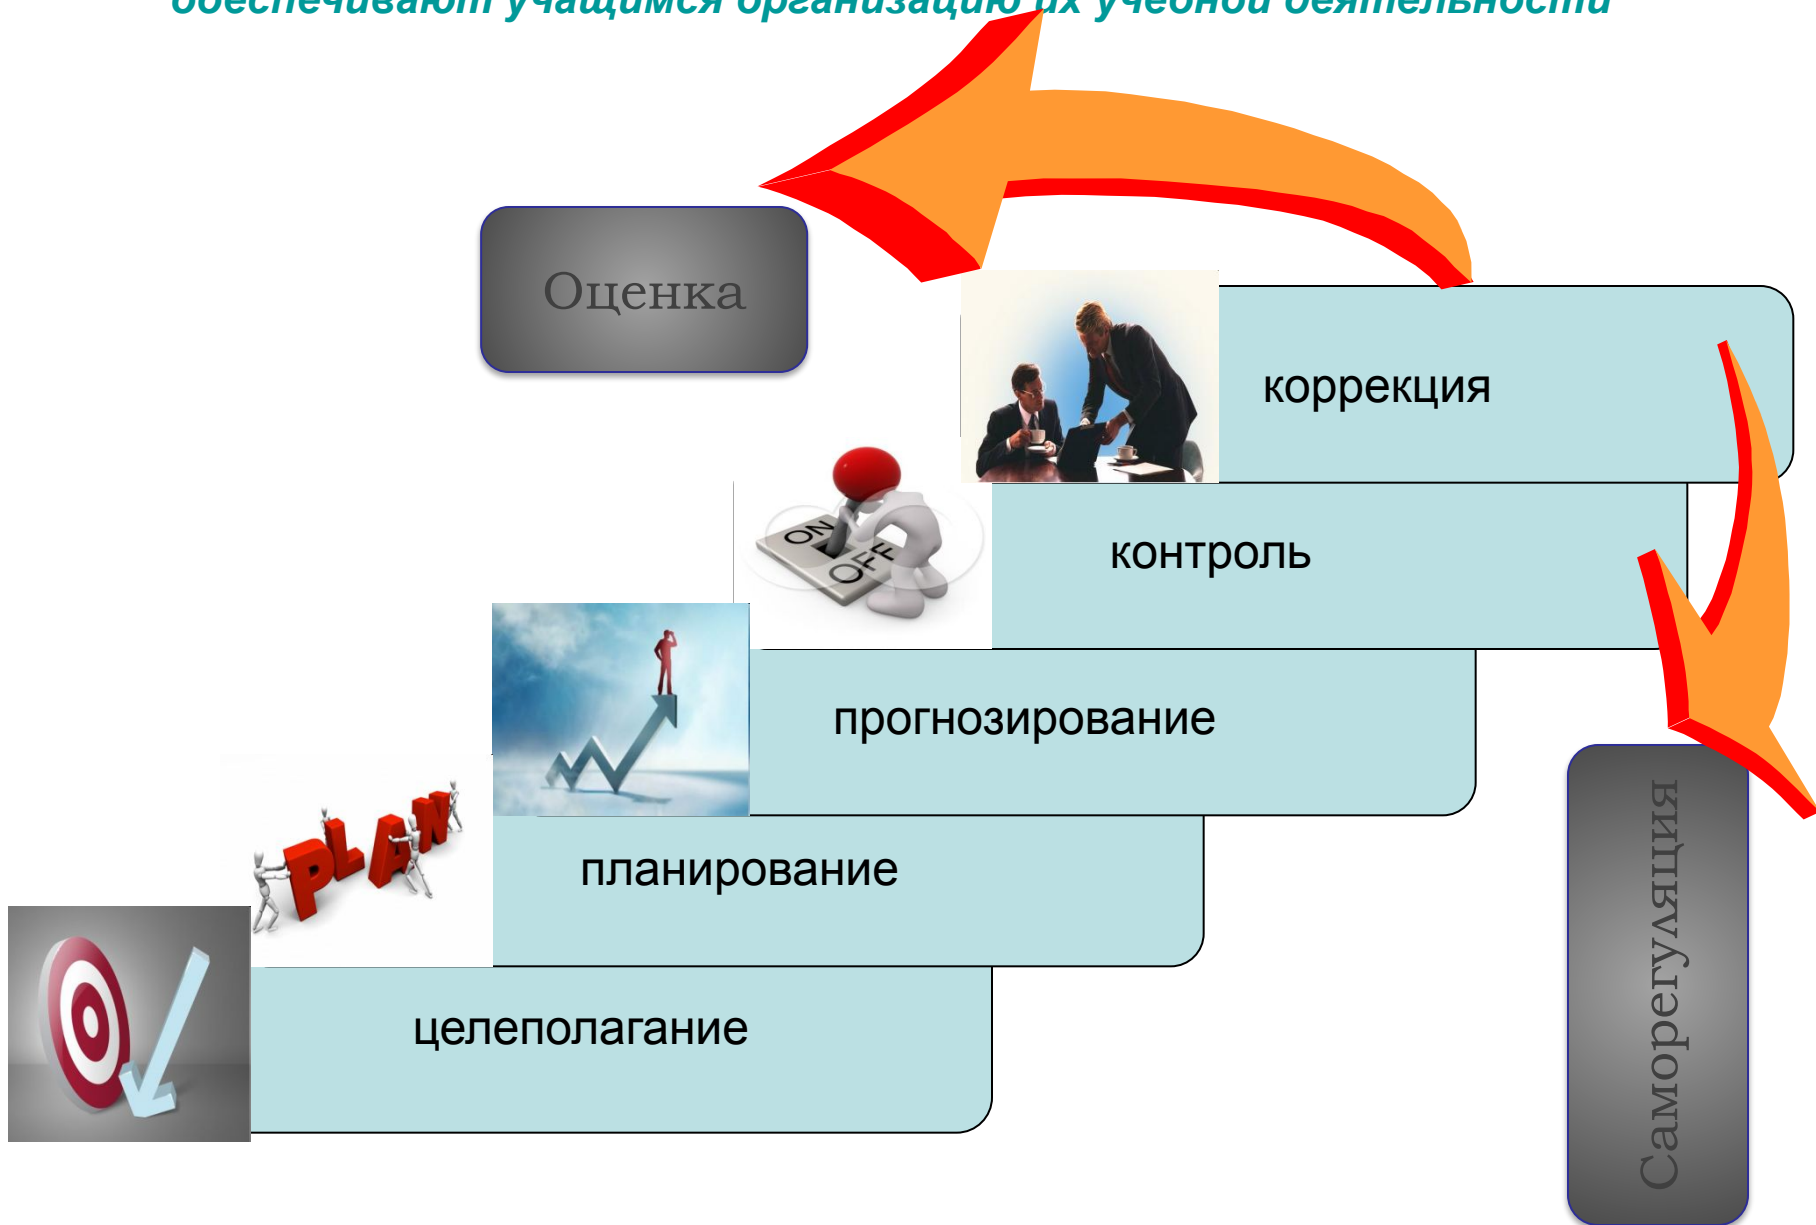 обеспечивают учащимся организацию их учебной деятельности
Оценка
коррекция
ON
OFF
контроль
прогнозирование
PLAN
планирование
целеполагание
Саморегуляция